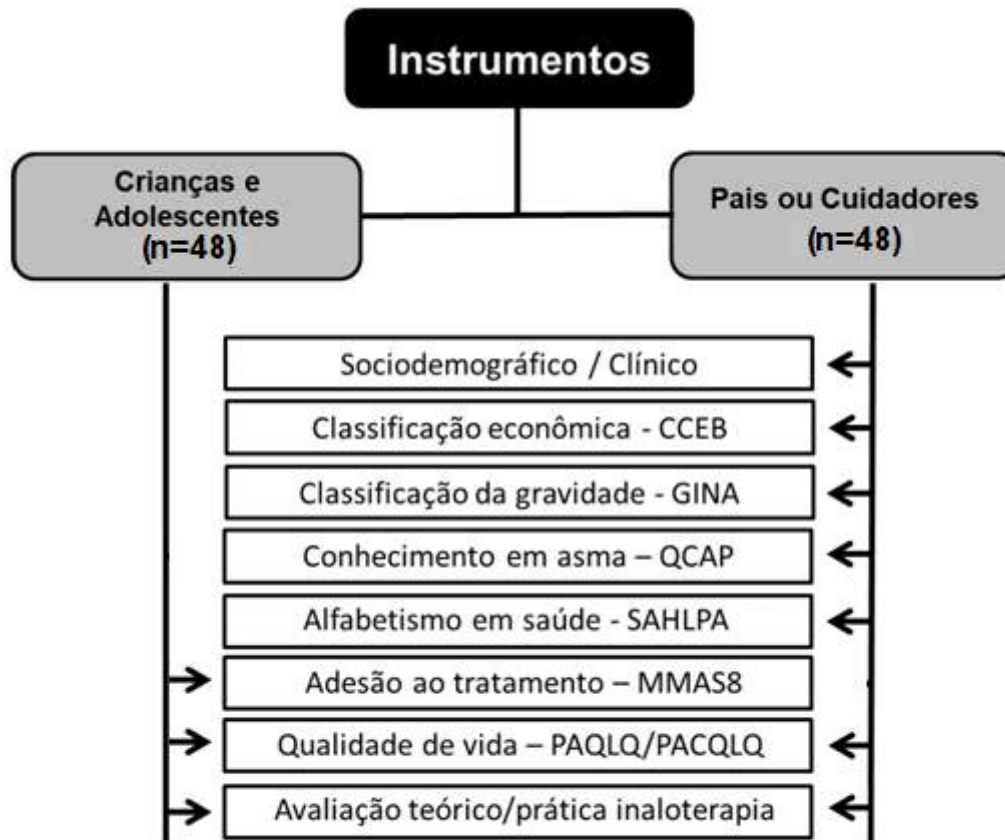 Instrumentos
Crianças e
Adolescentes
(n=48)
Pais ou Cuidadores
(n=48)
Sociodemográfico / Clínico
Classificação econômica - CCEB
Classificação da gravidade - GINA
Conhecimento em asma – QCAP
Alfabetismo em saúde - SAHLPA
Adesão ao tratamento – MMAS8
Qualidade de vida – PAQLQ/PACQLQ
Avaliação teórico/prática inaloterapia